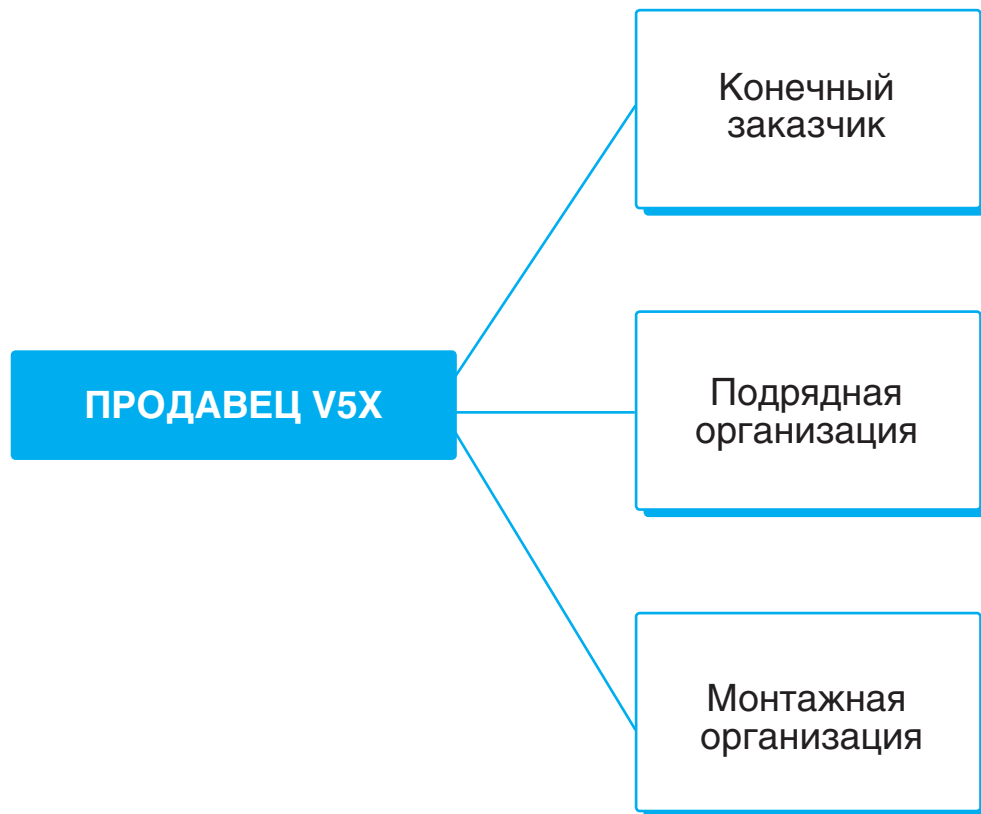 Конечный
заказчик
ПРОДАВЕЦ V5X
Подрядная
организация
Монтажная
организация